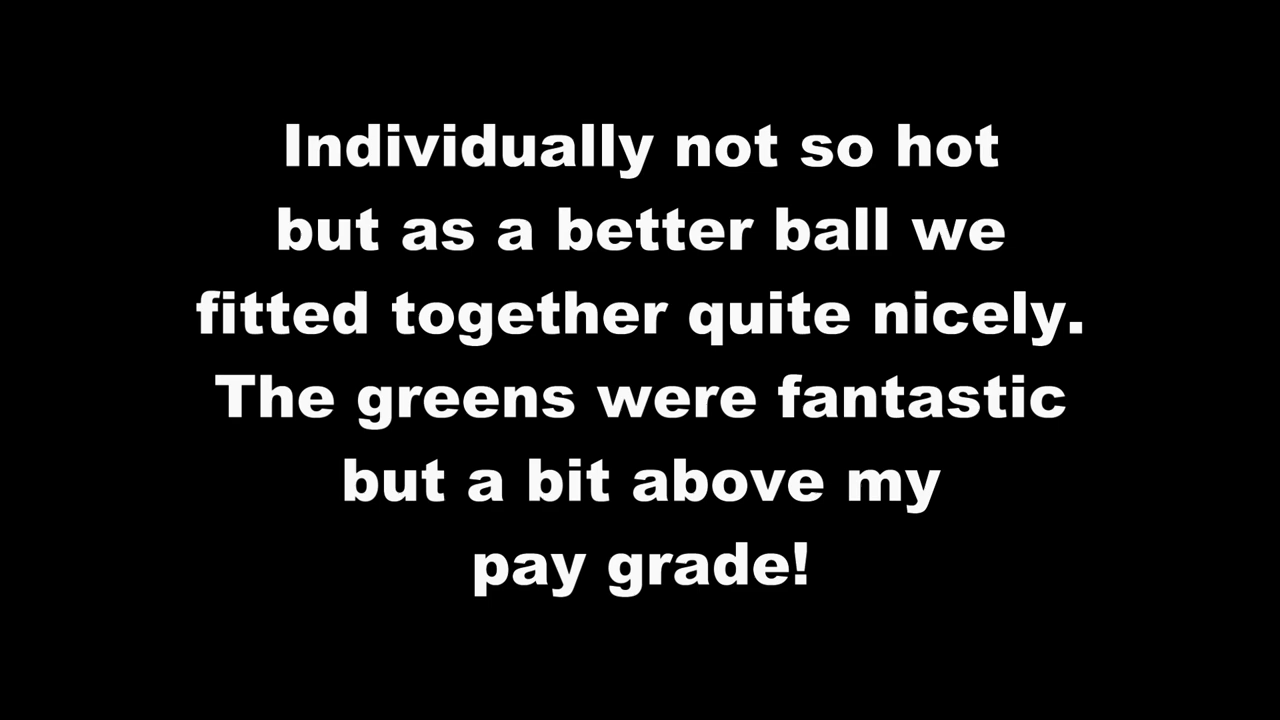 Individually not so hot
but as a better ball we
fitted together quite nicely.
The greens were fantastic
but a bit above my
pay grade!